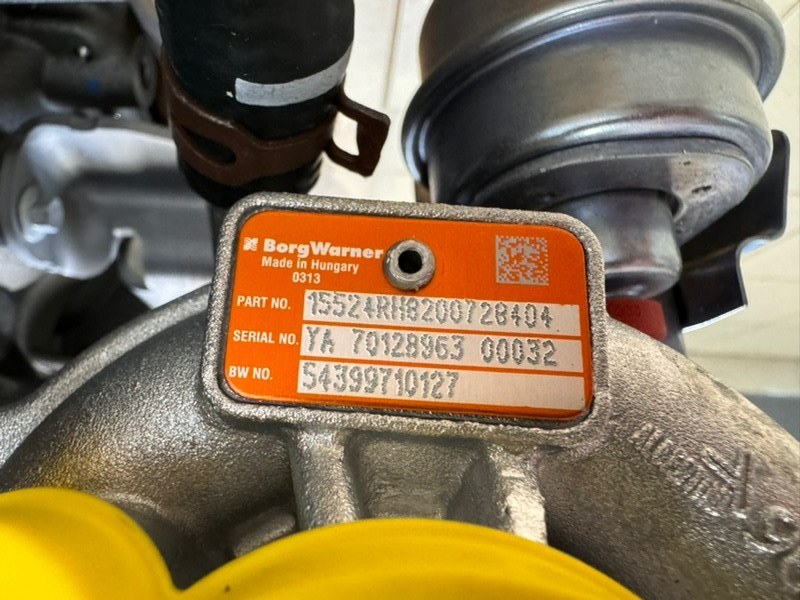 BorgWarner
Made in Hungary
0313
PART NO. 15524RH8200728404
SERIAL NO. YA 70128963 00032
BW NO. 54399710127